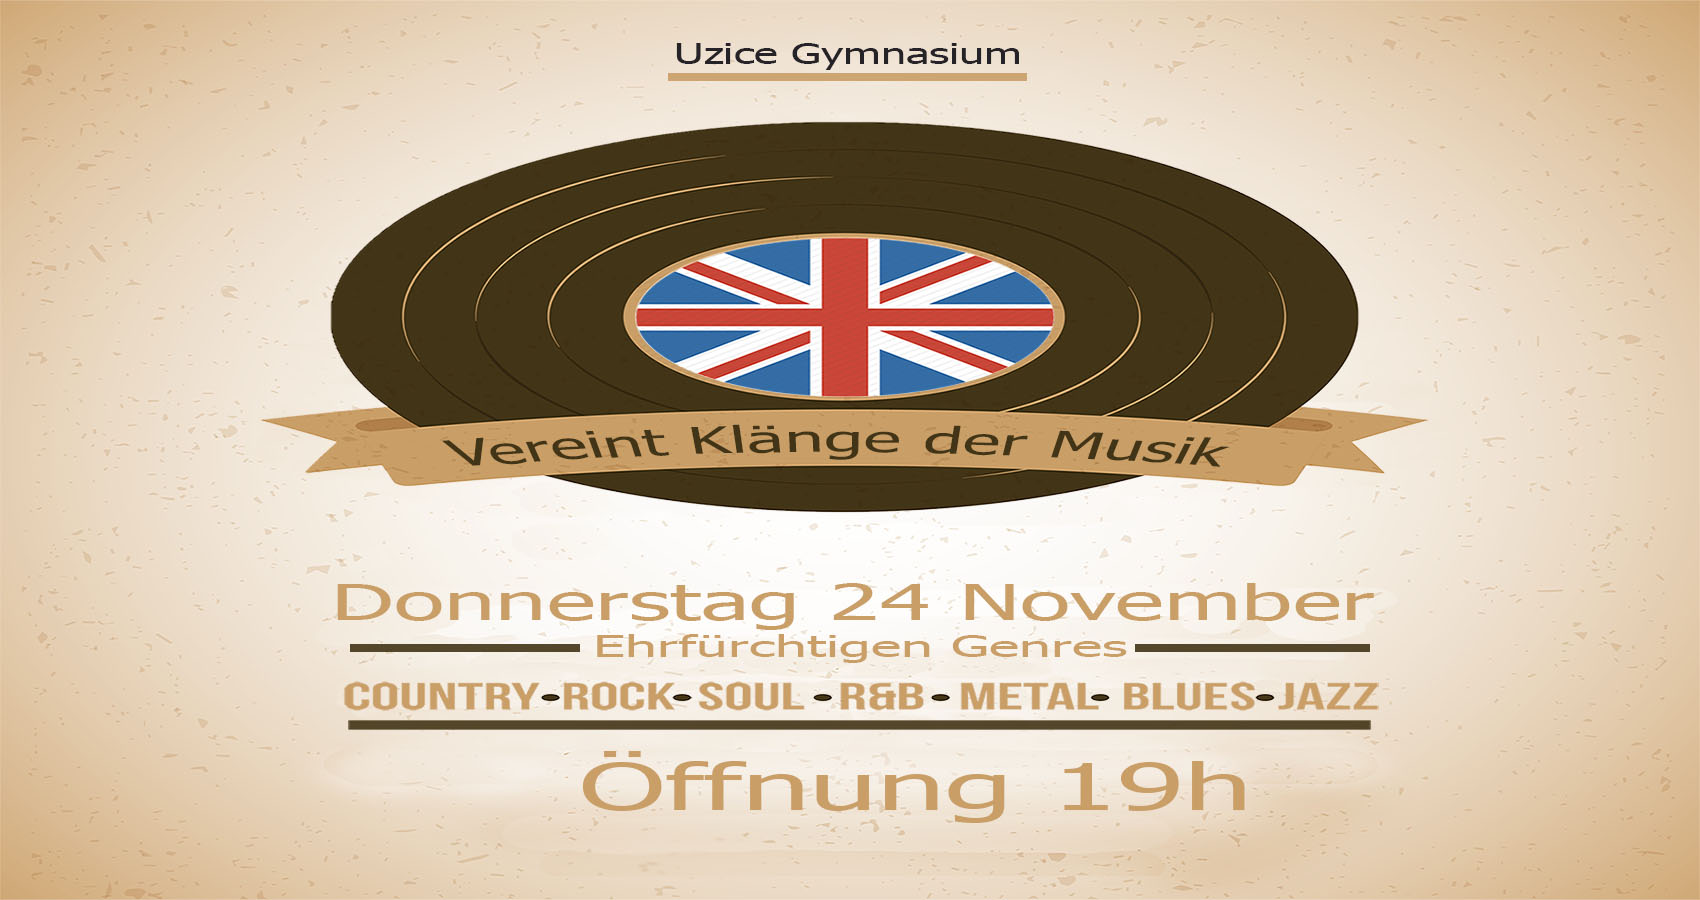 Uzice Gymnasium
Vereint Klänge der Musik
Donnerstag 24 November
Ehrfürchtigen Genres
COUNTRY•ROCK•SOUL•R&B•METAL•BLUES•JAZZ
Öffnung 19h